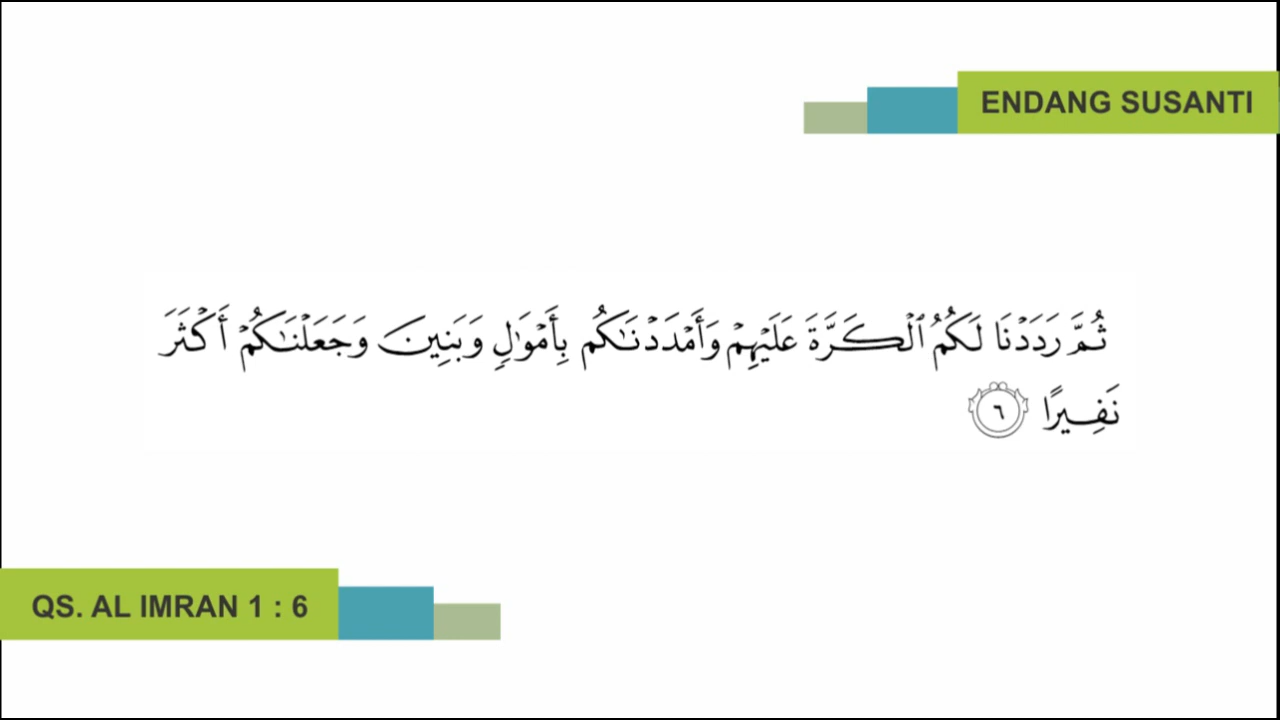 ENDANG SUSANTI
ثُمَّ رَدَدۡنَا لَكُمُ ٱلۡكَرَّةَ عَلَيۡهِمۡ وَأَمۡدَدۡنَٰكُم بِأَمۡوَٰلٖ وَبَنِينَ وَجَعَلۡنَٰكُمۡ أَكۡثَرَ
نَفِيرًا ٦
QS. AL IMRAN 1 : 6